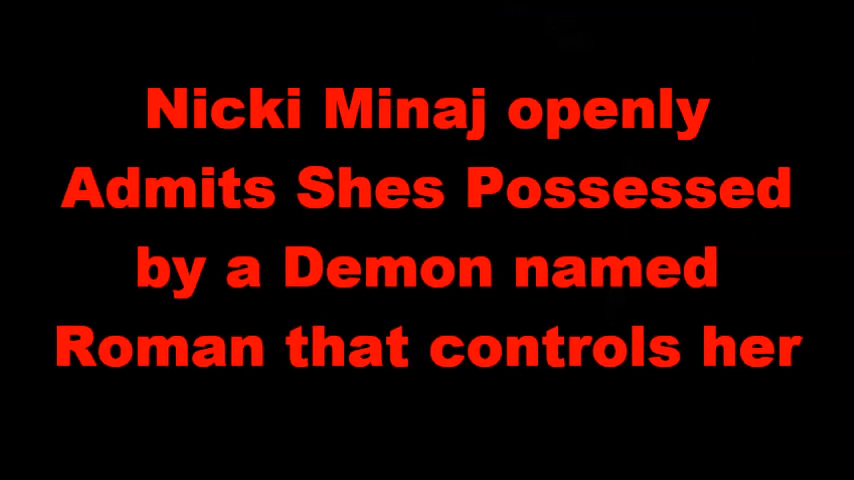 Nicki Minaj openly
Admits Shes Possessed
by a Demon named
Roman that controls her